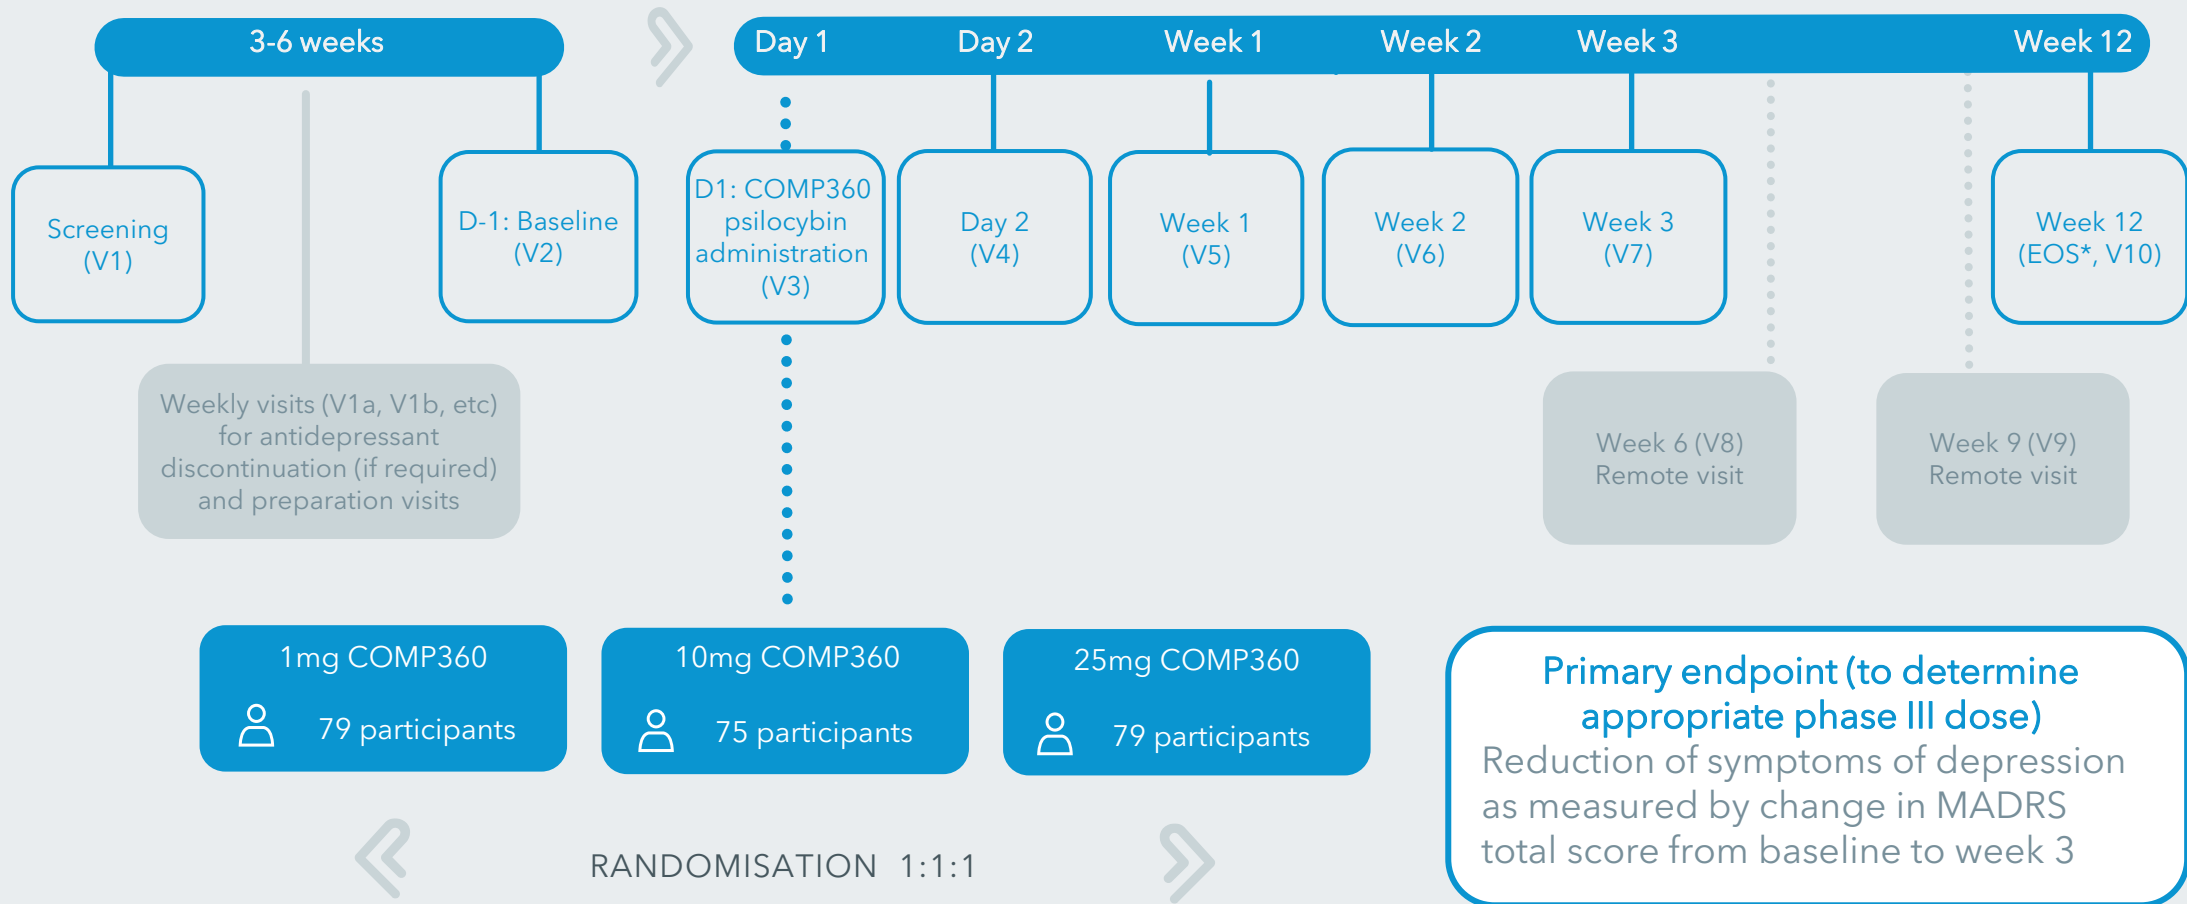 3-6 weeks
Day 1
Day 2
Week 1
Week 2
Week 3
Week 12
Screening
(V1)
D-1: Baseline
(V2)
D1: COMP360
psilocybin
administration
(V3)
Day 2
(V4)
Week 1
(V5)
Week 2
(V6)
Week 3
(V7)
Week 12
(EOS*, V10)
Weekly visits (V1a, V1b, etc)
for antidepressant
discontinuation (if required)
and preparation visits
Week 6 (V8)
Remote visit
Week 9 (V9)
Remote visit
1mg COMP360
79 participants
10mg COMP360
75 participants
25mg COMP360
79 participants
RANDOMISATION 1:1:1
Primary endpoint (to determine
appropriate phase III dose)
Reduction of symptoms of depression
as measured by change in MADRS
total score from baseline to week 3